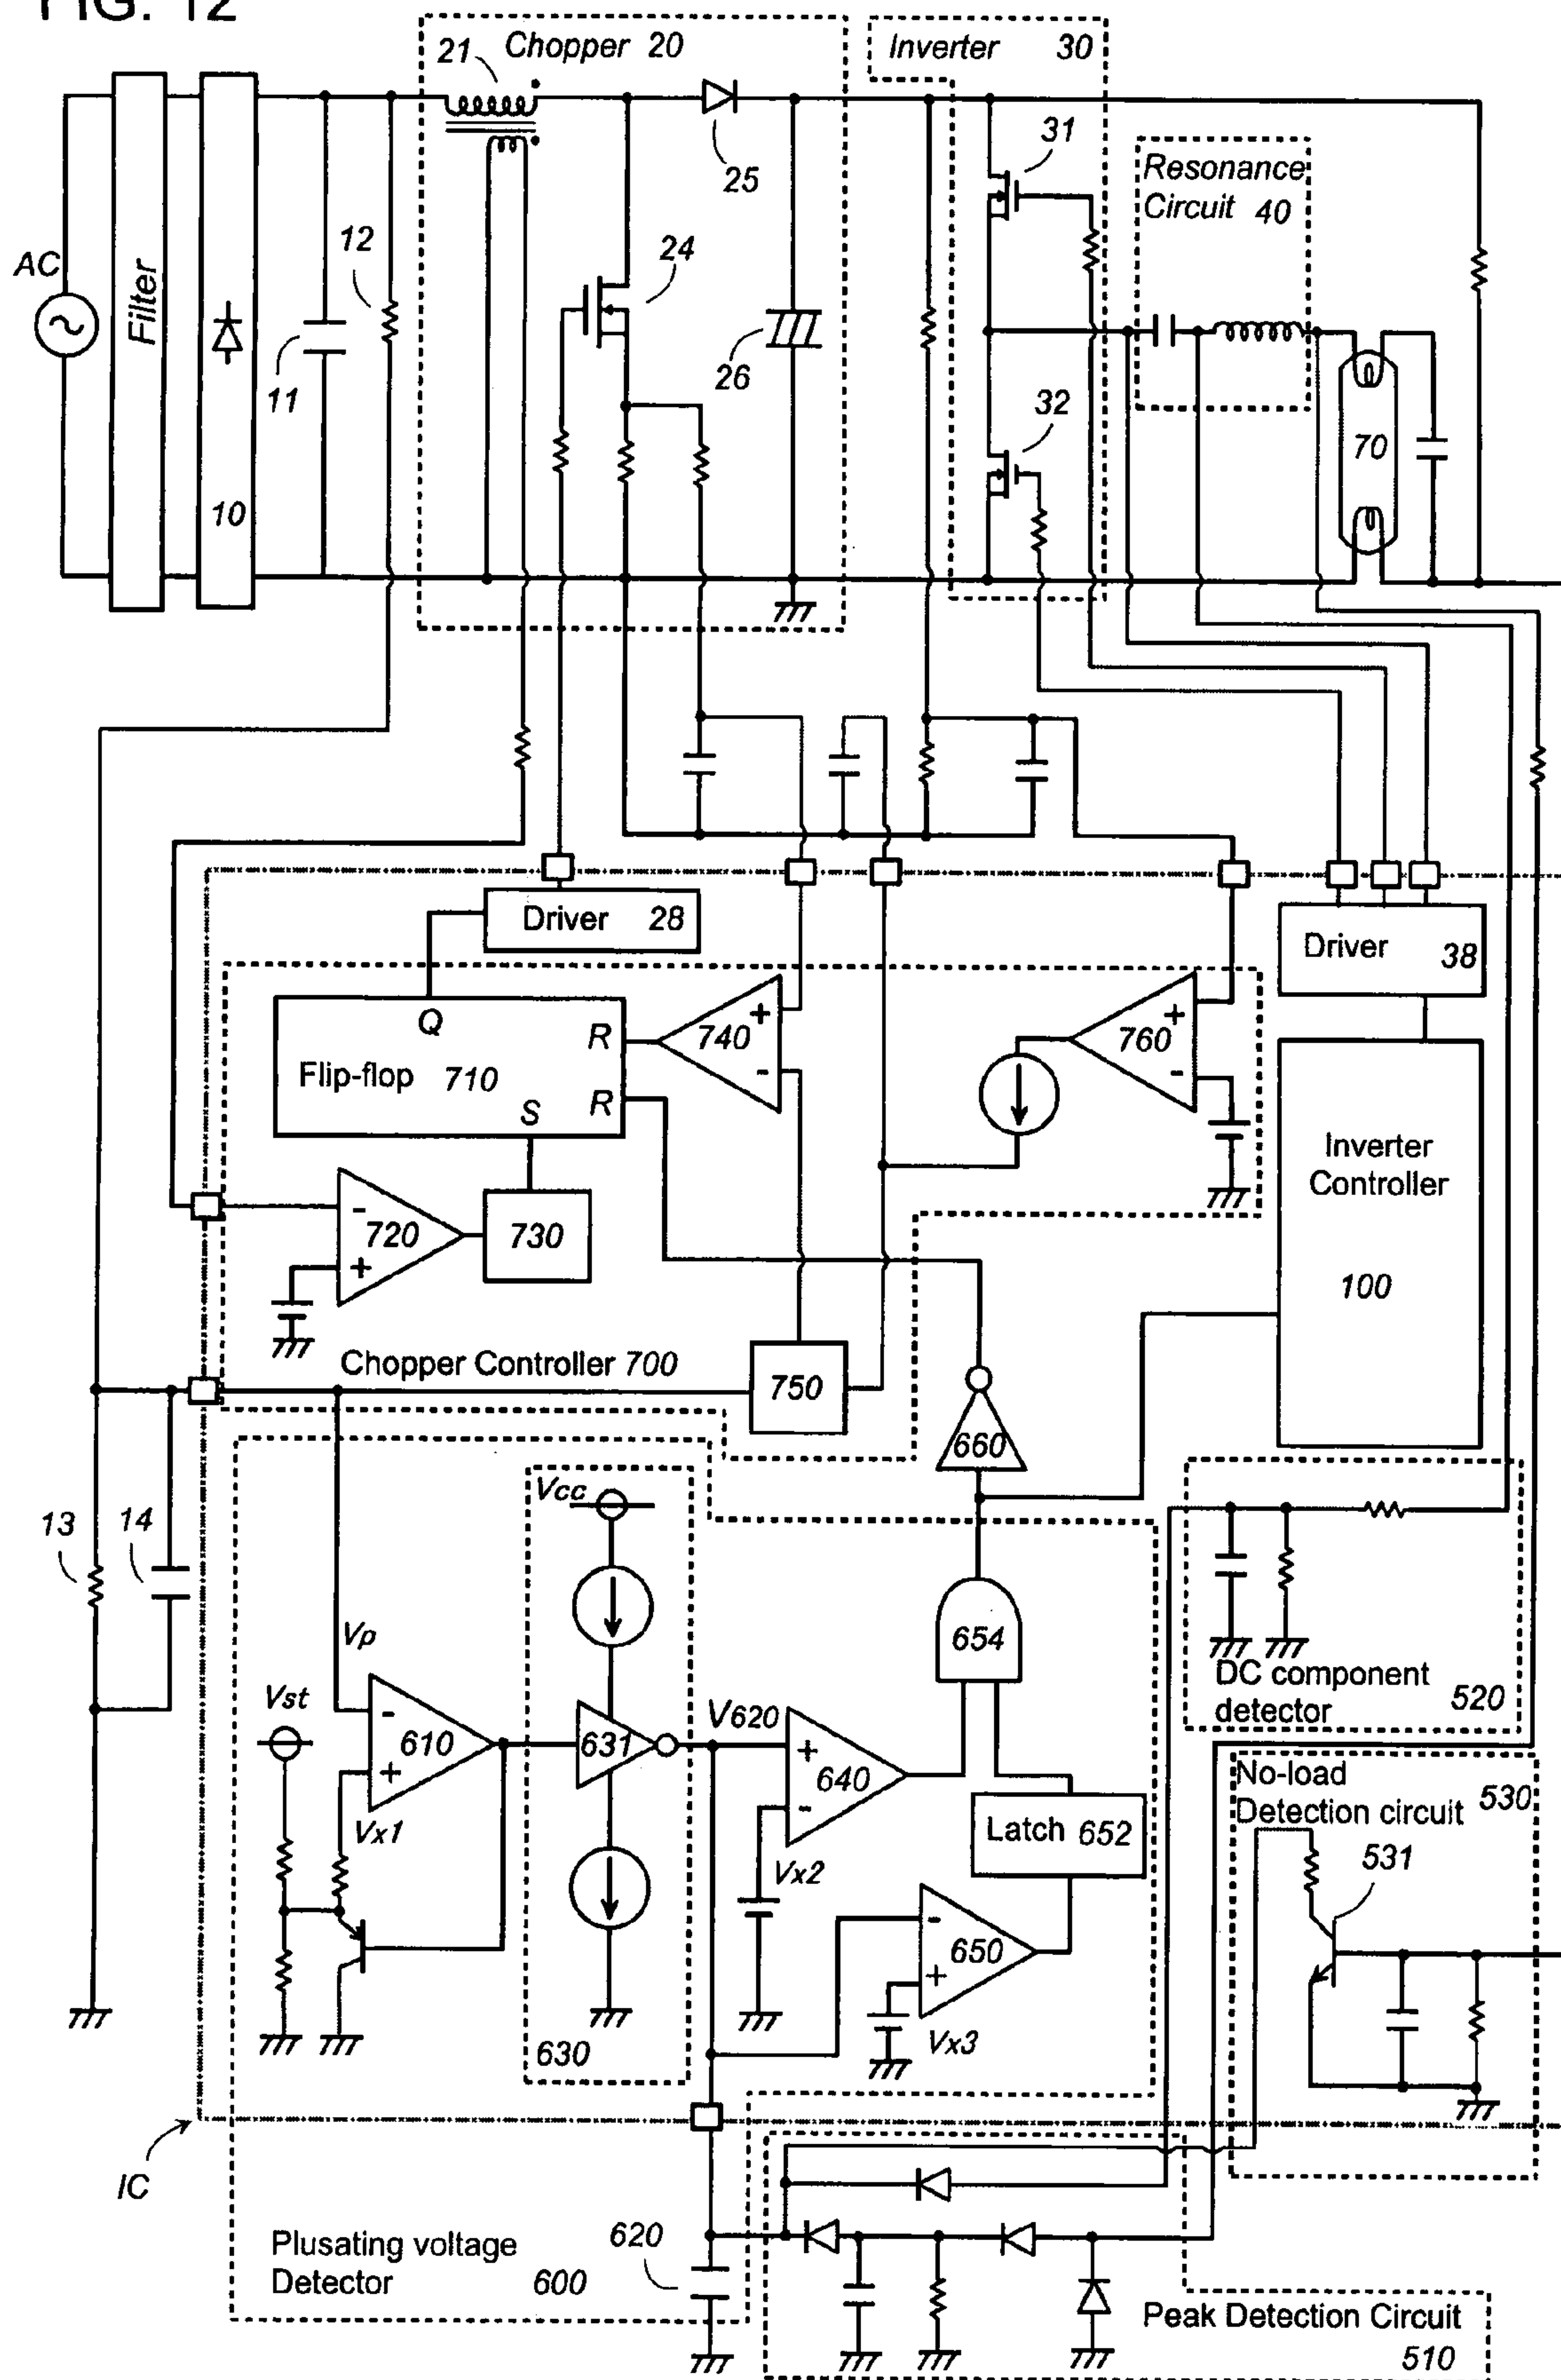 FIG. 12
Chopper 20
21
Inverter 30
31
25
Resonance
Circuit 40
12
24
AC
Filter
11
26
32
70
10
Driver 28
Driver 38
Q
R
740
+
-
760
+
-
Flip-flop 710
R
S
Inverter
Controller
100
-
720
+
730
Chopper Controller 700
750
660
Vcc
13
14
654
Vp
DC component
detector 520
Vst
-
610
+
631
V620
+
640
-
No-load
Detection circuit 530
Vx1
Latch 652
531
Vx2
-
650
+
630
Vx3
IC
Plusating voltage
Detector 600
620
Peak Detection Circuit
510